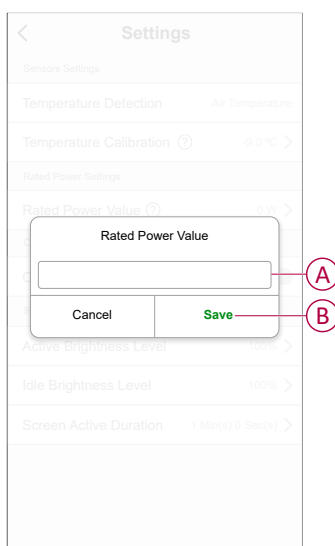 Settings
Sensors Settings
Temperature Detection Air Temperature
Temperature Calibration ? -9.0 °C
Rated Power Settings
Rated Power Value ? 0 W
Rated Power Value
A
Cancel Save B
Active Brightness Level 100%
Idle Brightness Level 100%
Screen Active Duration 1 Min(s) 0 Sec(s)